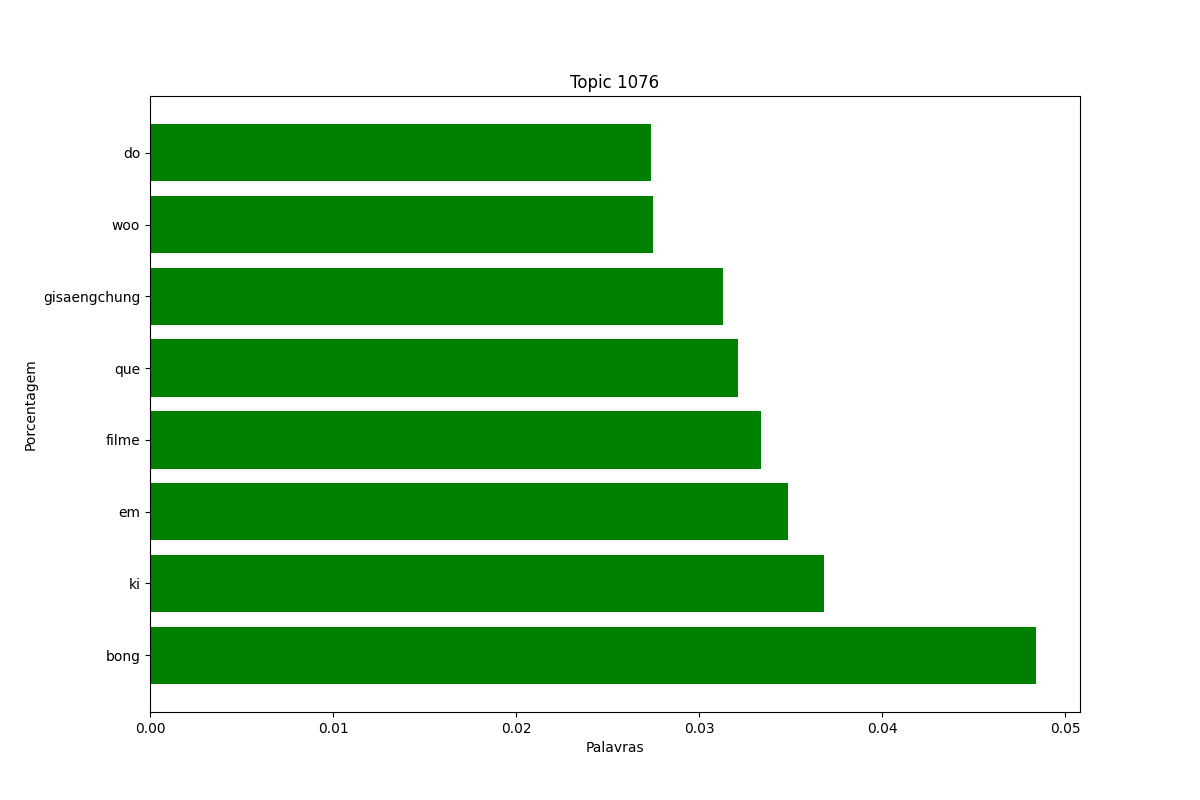 Topic 1076
do
woo
gisaengchung
que
filme
em
ki
bong
Porcentagem
0.00 0.01 0.02 0.03 0.04 0.05
Palavras